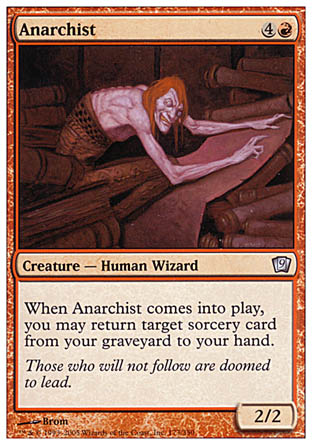 Anarchist 4
Creature — Human Wizard 9
When Anarchist comes into play,
you may return target sorcery card
from your graveyard to your hand.
Those who will not follow are doomed
to lead.
Brom
2/2